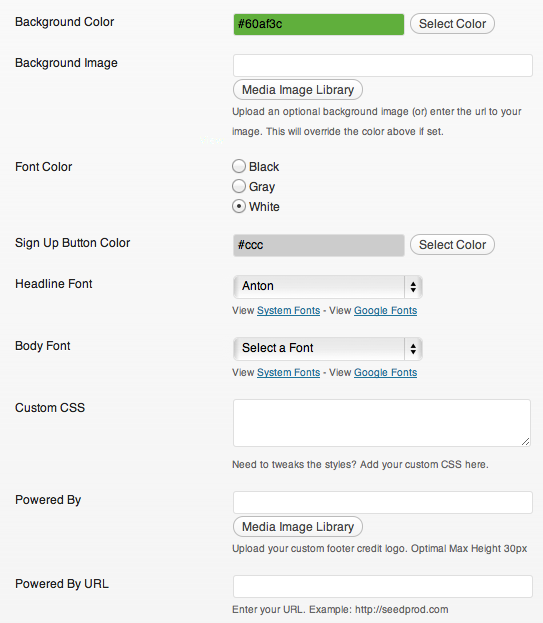 Background Color #60af3c Select Color
Background Image
Media Image Library
Upload an optional background image (or) enter the url to your
image. This will override the color above if set.
Font Color Black
Gray
White
Sign Up Button Color #ccc Select Color
Headline Font Anton
View System Fonts - View Google Fonts
Body Font Select a Font
View System Fonts - View Google Fonts
Custom CSS
Need to tweaks the styles? Add your custom CSS here.
Powered By
Media Image Library
Upload your custom footer credit logo. Optimal Max Height 30px
Powered By URL
Enter your URL. Example: http://seedprod.com